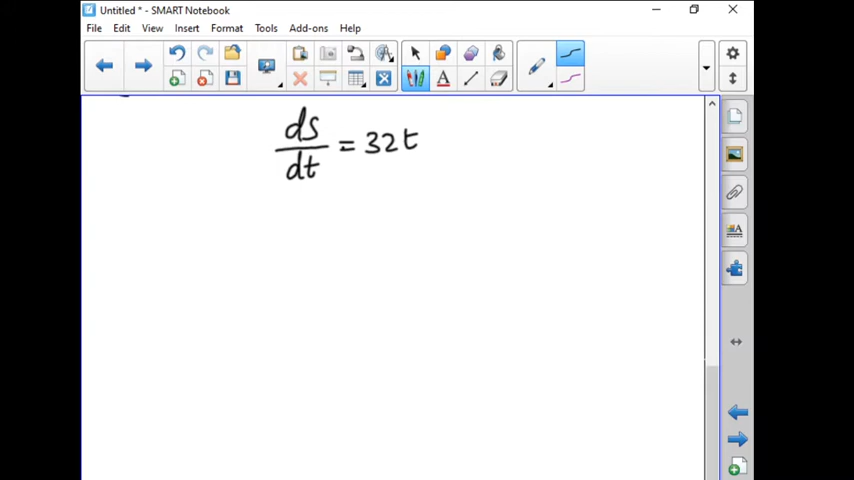 Untitled * - SMART Notebook
File Edit View Insert Format Tools Add-ons Help
ds
dt
= 32t